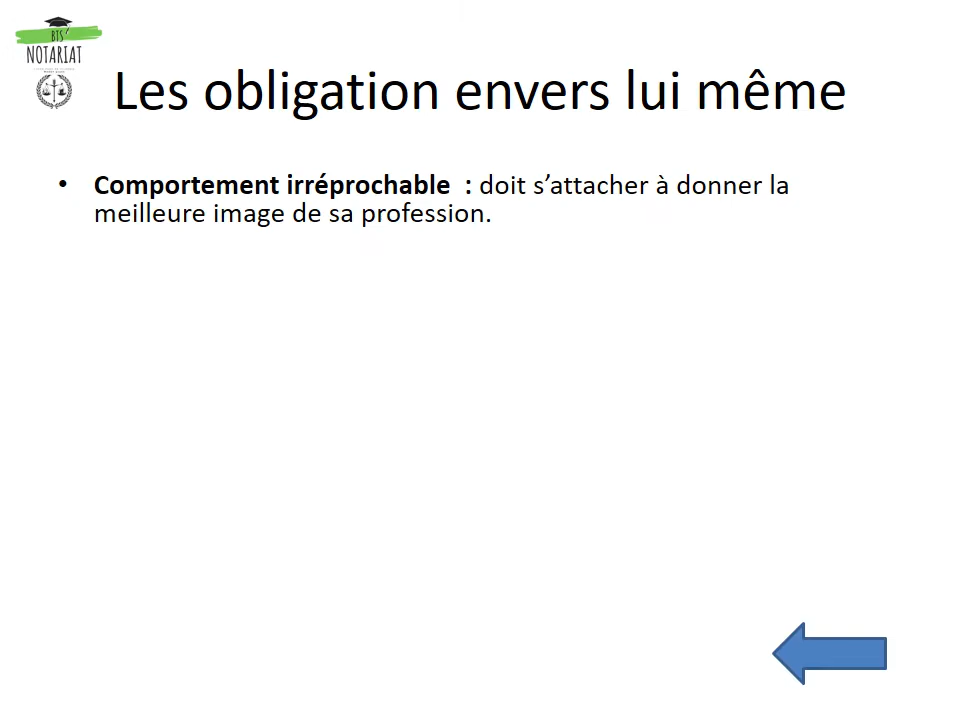 BTS'
NOTARIAT
Les obligation envers lui même
• Comportement irréprochable : doit s’attacher à donner la
meilleure image de sa profession.